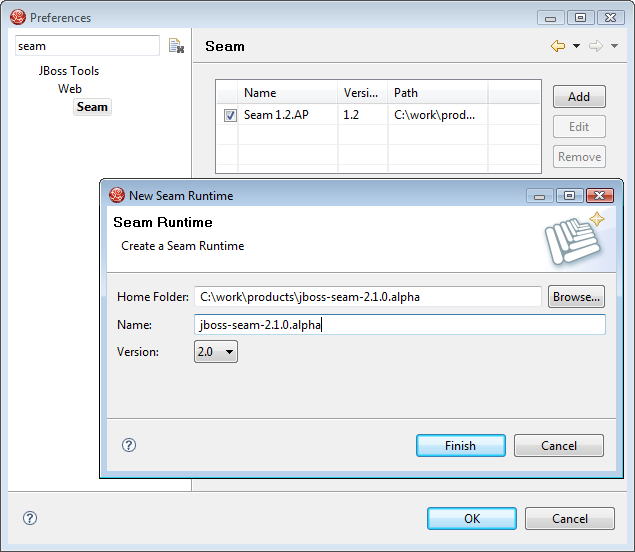 Preferences
seam
JBoss Tools
Web
Seam
Seam
Name Versi... Path
Seam 1.2.AP 1.2 C:\work\prod...
Add
Edit
Remove
New Seam Runtime
Seam Runtime
Create a Seam Runtime
Home Folder: C:\work\products\jboss-seam-2.1.0.alpha Browse...
Name: jboss-seam-2.1.0.alpha
Version: 2.0
? Finish Cancel
? OK Cancel